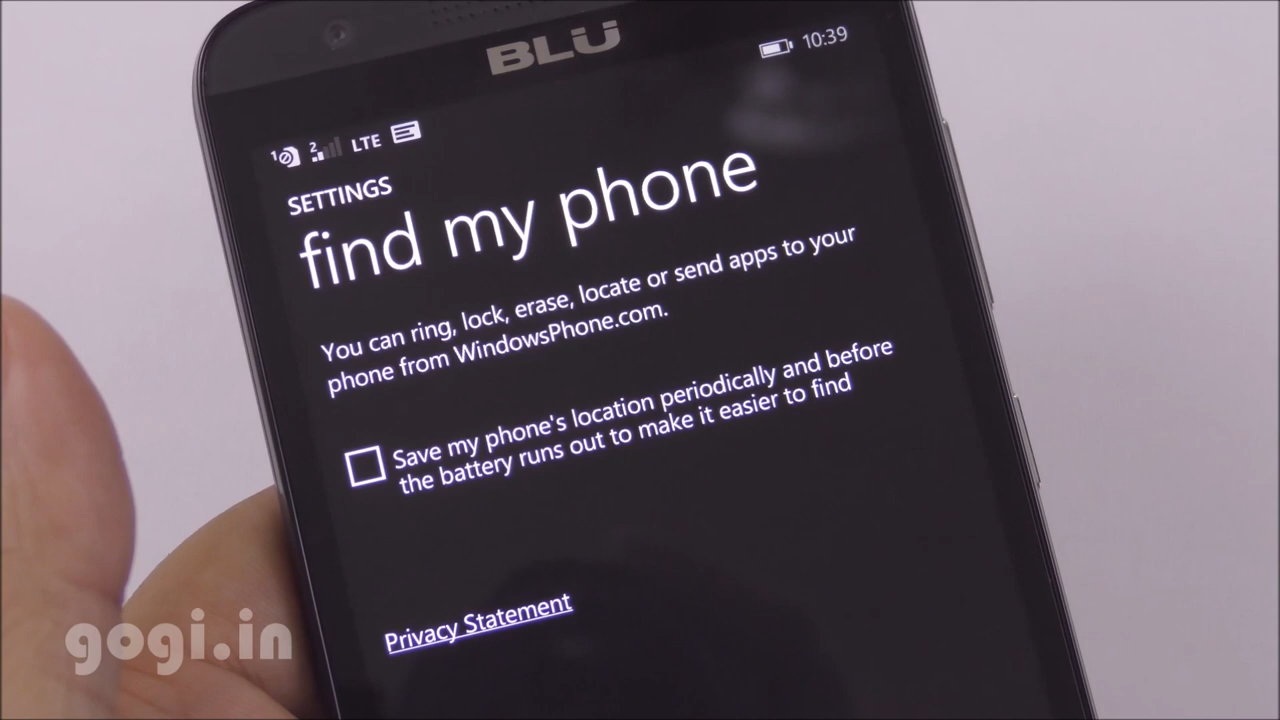 BLU
10:39
1 2 LTE
SETTINGS
find my phone
You can ring, lock, erase, locate or send apps to your
phone from WindowsPhone.com.
Save my phone's location periodically and before
the battery runs out to make it easier to find
Privacy Statement
gogi.in